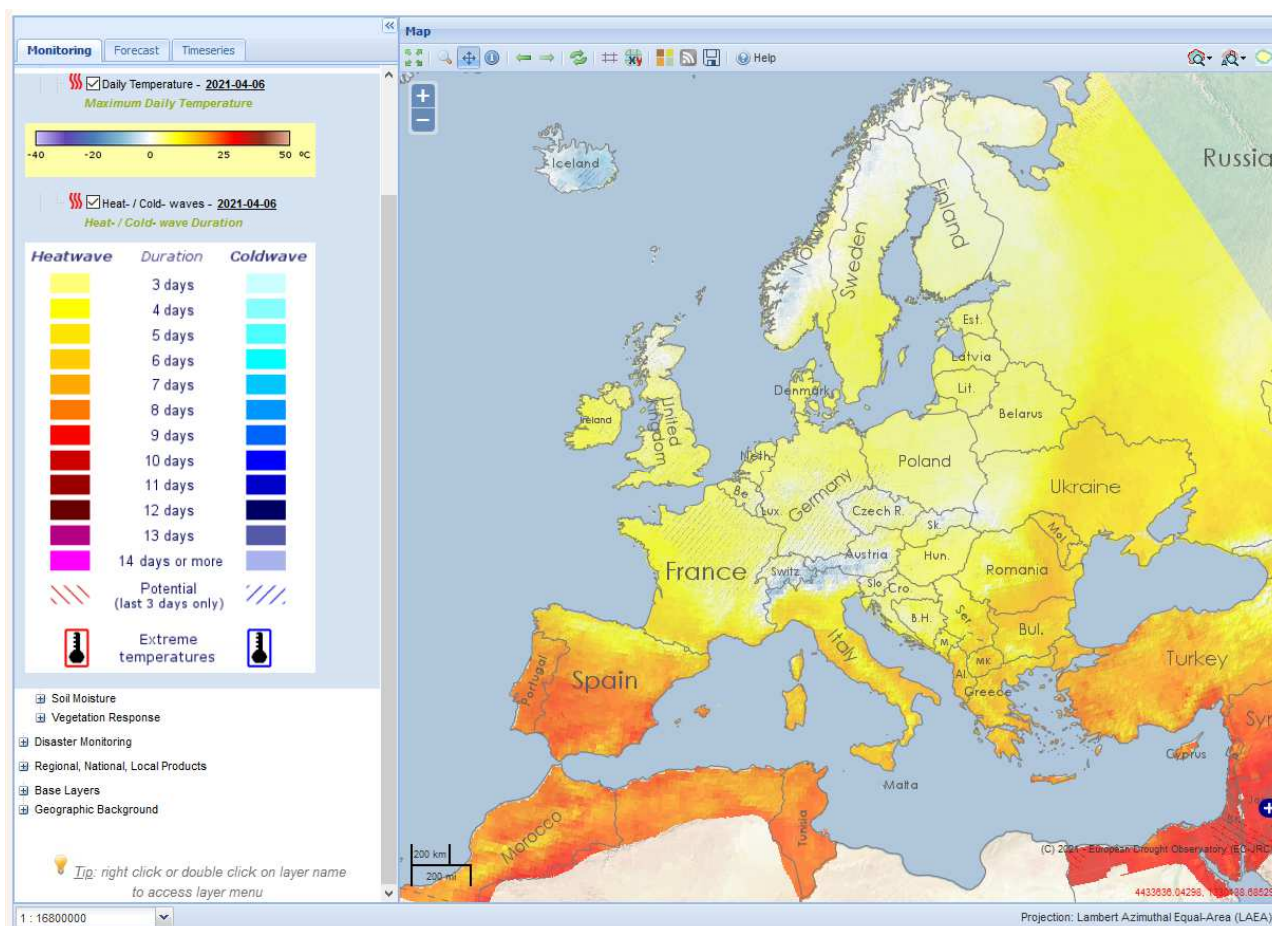 Map
Monitoring
Forecast
Timeseries
Help
Daily Temperature - 2021-04-06
Maximum Daily Temperature
-40 -20 0 25 50 ºC
Heat- / Cold- waves - 2021-04-06
Heat- / Cold- wave Duration
Heatwave Duration Coldwave
3 days
4 days
5 days
6 days
7 days
8 days
9 days
10 days
11 days
12 days
13 days
14 days or more
Potential
(last 3 days only)
Extreme
temperatures
Soil Moisture
Vegetation Response
Disaster Monitoring
Regional, National, Local Products
Base Layers
Geographic Background
Tip: right click or double click on layer name
to access layer menu
1 : 16800000
+
−
Iceland
Russia
Norway
Sweden
Finland
Est.
Latvia
Lit.
Denmark
Belarus
Ireland
United
Kingdom
Neth.
Poland
Be.
Lux.
Germany
Czech R.
Ukraine
Sk.
Mol.
France
Switz.
Austria
Hun.
Romania
Slo.
Cro.
B.H.
Ser.
Italy
M.
Bul.
MK
Al.
Portugal
Spain
Greece
Turkey
Cyprus
Malta
Morocco
Tunisia
200 km
200 mi
(C) 2021 - European Drought Observatory (EC-JRC)
Projection: Lambert Azimuthal Equal-Area (LAEA)